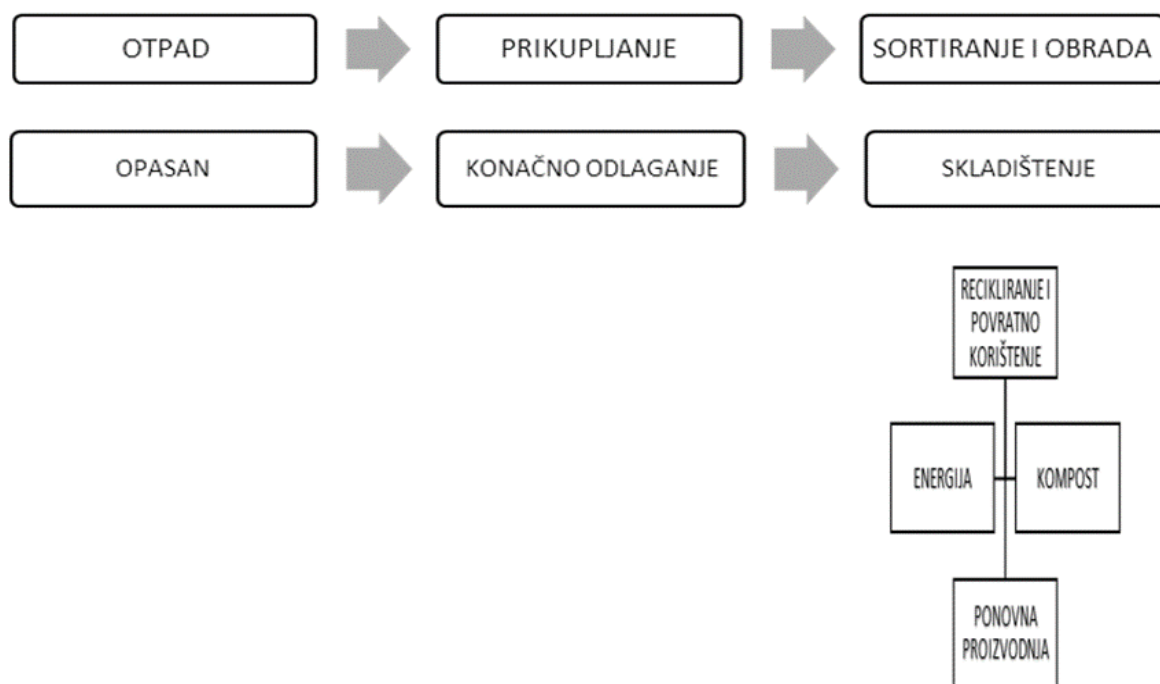 OTPAD
PRIKUPLJANJE
SORTIRANJE I OBRADA
OPASAN
KONAČNO ODLAGANJE
SKLADIŠTENJE
RECIKLIRANJE I
POVRATNO
KORIŠTENJE
ENERGIJA
KOMPOST
PONOVNA
PROIZVODNJA